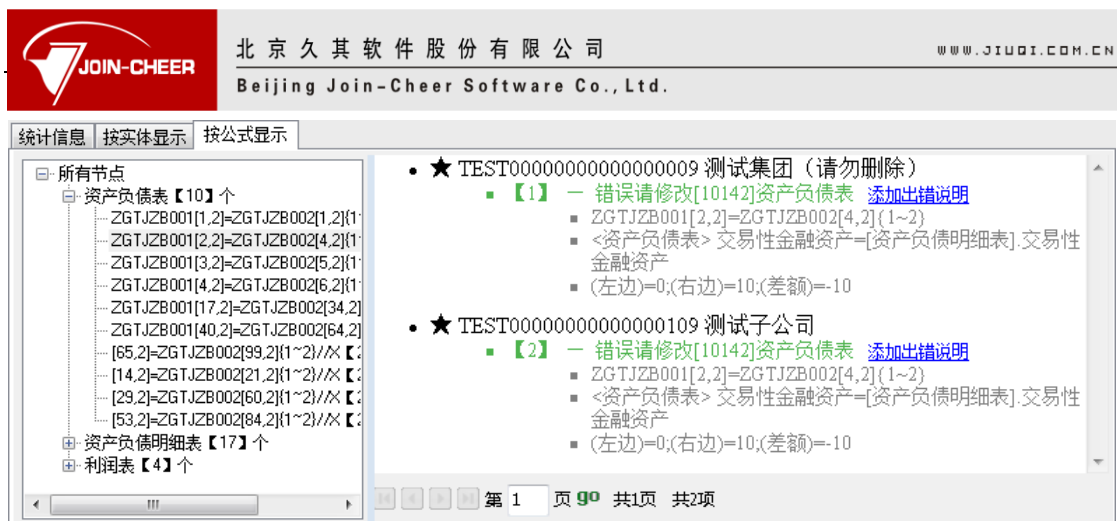 JOIN-CHEER
北京久其软件股份有限公司
WWW.JIUQI.COM.CN
Beijing Join-Cheer Software Co.,Ltd.
统计信息 按实体显示 按公式显示
所有节点
资产负债表【10】个
ZGTJZB001[1,2]=ZGTJZB002[1,2]{1
ZGTJZB001[2,2]=ZGTJZB002[4,2]{1
ZGTJZB001[3,2]=ZGTJZB002[5,2]{1
ZGTJZB001[4,2]=ZGTJZB002[6,2]{1
ZGTJZB001[17,2]=ZGTJZB002[34,2]
ZGTJZB001[40,2]=ZGTJZB002[64,2]
[65,2]=ZGTJZB002[99,2]{1~2}//X【
[14,2]=ZGTJZB002[21,2]{1~2}//X【
[29,2]=ZGTJZB002[60,2]{1~2}//X【
[53,2]=ZGTJZB002[84,2]{1~2}//X【
资产负债明细表【17】个
利润表【4】个
★ TEST00000000000000009 测试集团（请勿删除）
【1】 一 错误请修改[10142]资产负债表 添加出错说明
ZGTJZB001[2,2]=ZGTJZB002[4,2]{1~2}
<资产负债表> 交易性金融资产=[资产负债明细表].交易性
金融资产
(左边)=0;(右边)=10;(差额)=-10
★ TEST00000000000000109 测试子公司
【2】 一 错误请修改[10142]资产负债表 添加出错说明
ZGTJZB001[2,2]=ZGTJZB002[4,2]{1~2}
<资产负债表> 交易性金融资产=[资产负债明细表].交易性
金融资产
(左边)=0;(右边)=10;(差额)=-10
第 1 页 go 共1页 共2项